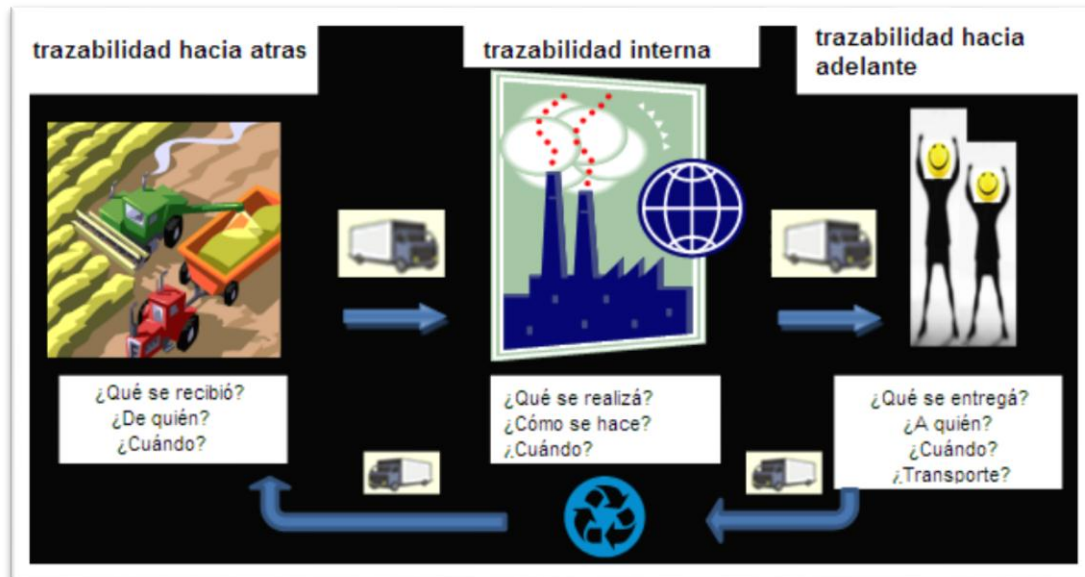 trazabilidad hacia atras
trazabilidad interna
trazabilidad hacia
adelante
¿Qué se recibió?
¿De quién?
¿Cuándo?
¿Qué se realizá?
¿Cómo se hace?
¿Cuándo?
¿Qué se entregá?
¿A quién?
¿Cuándo?
¿Transporte?